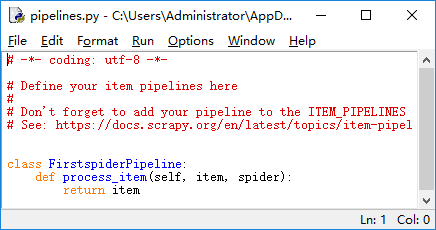 pipelines.py - C:\Users\Administrator\AppD...
File Edit Format Run Options Window Help
# -*- coding: utf-8 -*-
# Define your item pipelines here
#
# Don't forget to add your pipeline to the ITEM_PIPELINES
# See: https://docs.scrapy.org/en/latest/topics/item-pipel
class FirstspiderPipeline:
    def process_item(self, item, spider):
        return item
Ln: 1 Col: 0